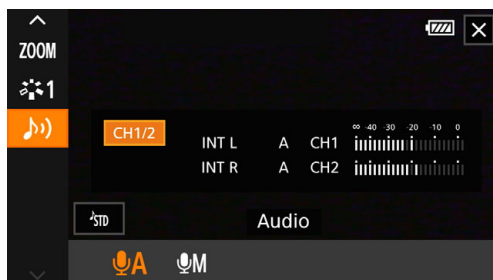 ZOOM
1
CH1/2
∞ -40 -30 -20 -10 0
INT L A CH1
INT R A CH2
STD
Audio
A M